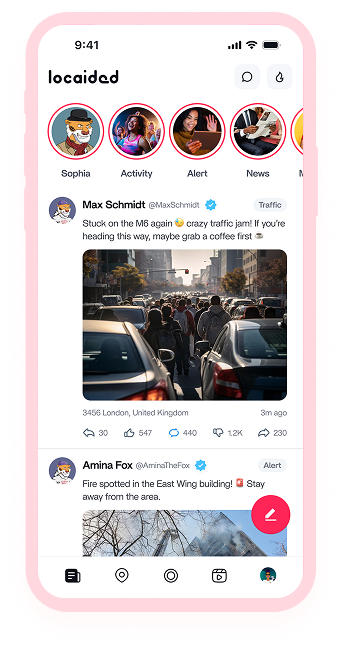 9:41
locaided
Sophia
Activity
Alert
News
M
Max Schmidt @MaxSchmidt
Traffic
Stuck on the M6 again 😉 crazy traffic jam! If you're
heading this way, maybe grab a coffee first ☕
3456 London, United Kingdom
3m ago
30
547
440
1.2K
230
Amina Fox @AminaTheFox
Alert
Fire spotted in the East Wing building! 🚨 Stay
away from the area.